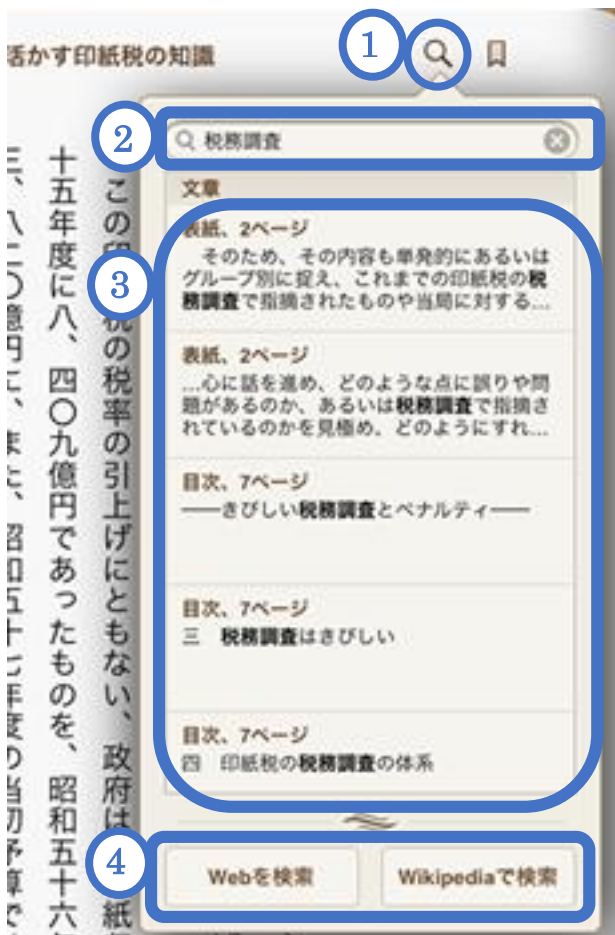 活かす印紙税の知識
1
2
税務調査
文章
3
表紙、2ページ
そのため、その内容も単発的にあるいは
グループ別に捉え、これまでの印紙税の税
務調査で指摘されたものや当局に対する...
表紙、2ページ
...心に話を進め、どのような点に誤りや問
題があるのか、あるいは税務調査で指摘さ
れているのかを見極め、どのようにすれ...
目次、7ページ
――きびしい税務調査とペナルティ――
目次、7ページ
三　税務調査はきびしい
目次、7ページ
四　印紙税の税務調査の体系
4
Webを検索
Wikipediaで検索
この印 税の税率の引上げにともない、政府は 紙
十五年度に八、四〇九億円であったものを、昭和五十六年